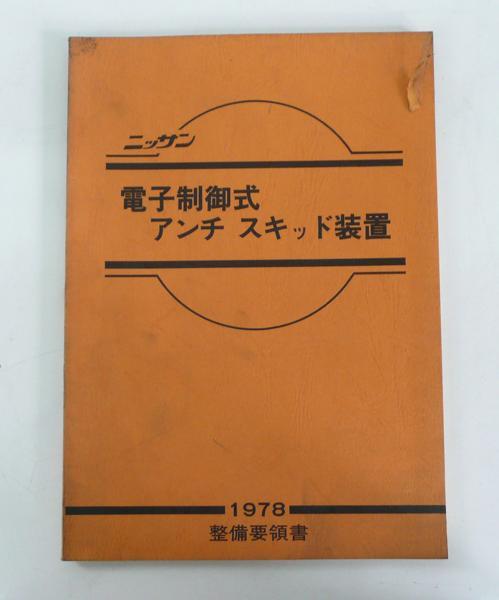 ニッサン
電子制御式
アンチ スキッド装置
1978
整備要領書